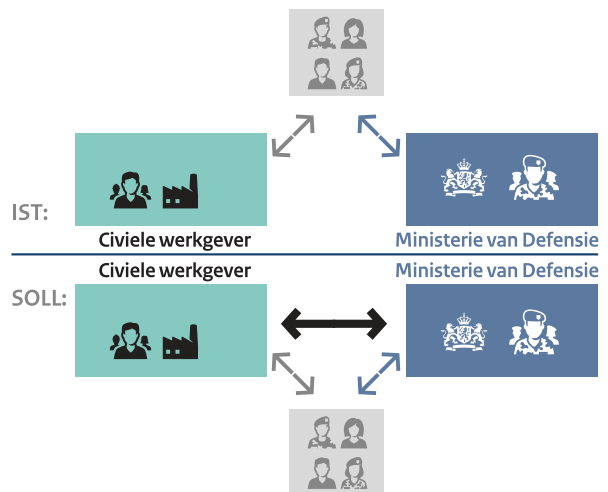 IST:
Civiele werkgever
Ministerie van Defensie
Civiele werkgever
Ministerie van Defensie
SOLL: